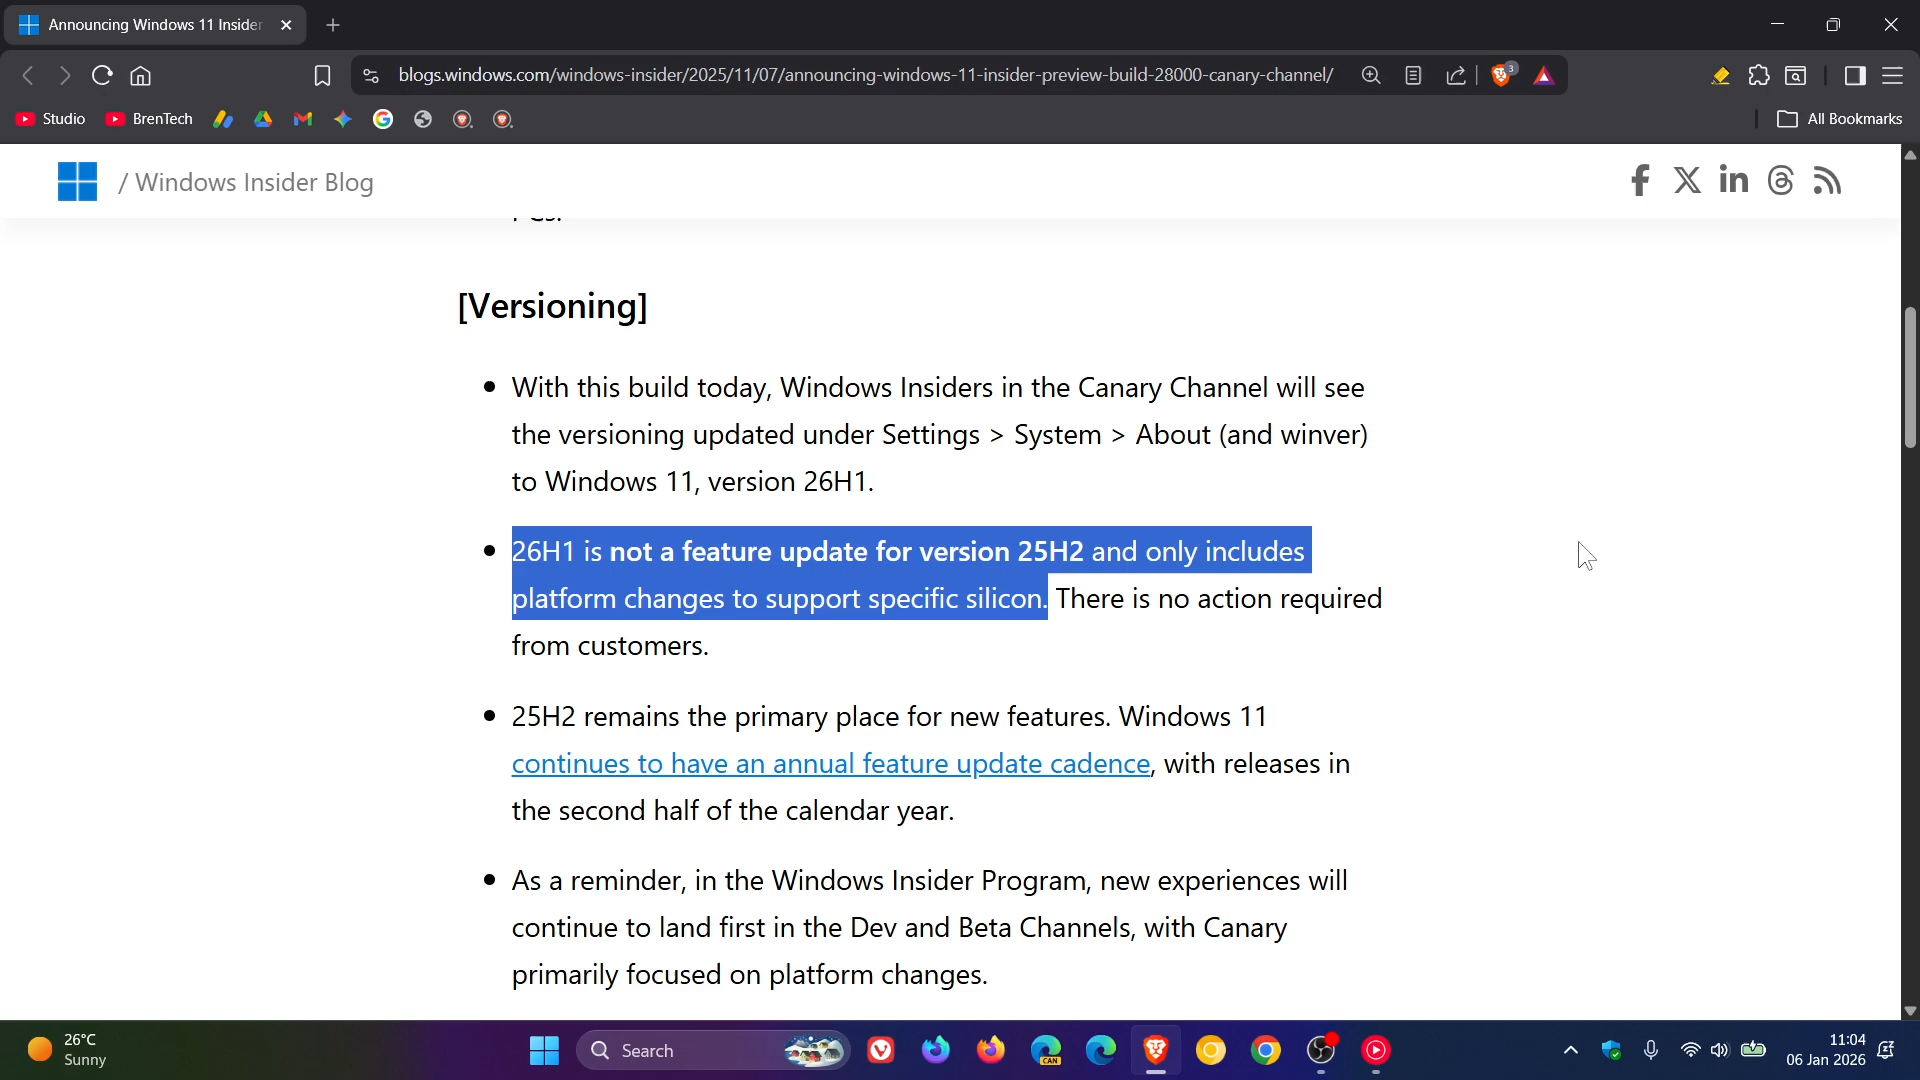 Announcing Windows 11 Insider
blogs.windows.com/windows-insider/2025/11/07/announcing-windows-11-insider-preview-build-28000-canary-channel/
3
Studio
BrenTech
All Bookmarks
/ Windows Insider Blog
PCs.
[Versioning]
• With this build today, Windows Insiders in the Canary Channel will see
the versioning updated under Settings > System > About (and winver)
to Windows 11, version 26H1.
• 26H1 is not a feature update for version 25H2 and only includes
platform changes to support specific silicon. There is no action required
from customers.
• 25H2 remains the primary place for new features. Windows 11
continues to have an annual feature update cadence, with releases in
the second half of the calendar year.
• As a reminder, in the Windows Insider Program, new experiences will
continue to land first in the Dev and Beta Channels, with Canary
primarily focused on platform changes.
26°C
Sunny
Search
CAN
11:04
06 Jan 2026